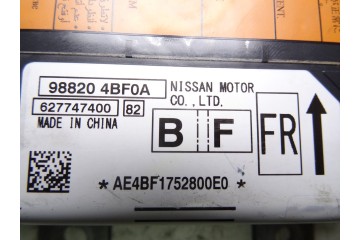 98820 4BF0A
NISSAN MOTOR
CO.,LTD.
627747400 82
MADE IN CHINA
B F
FR
* AE4BF1752800E0 *